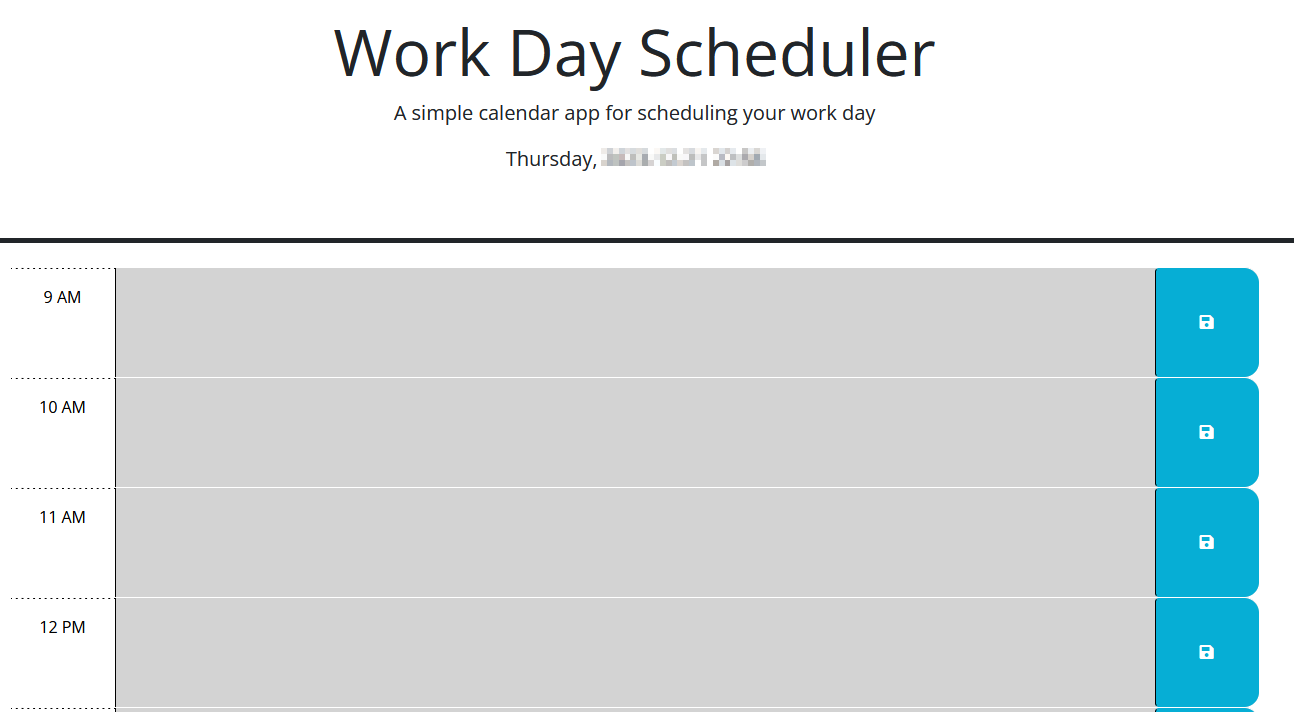 Work Day Scheduler
A simple calendar app for scheduling your work day
Thursday,
9 AM
10 AM
11 AM
12 PM